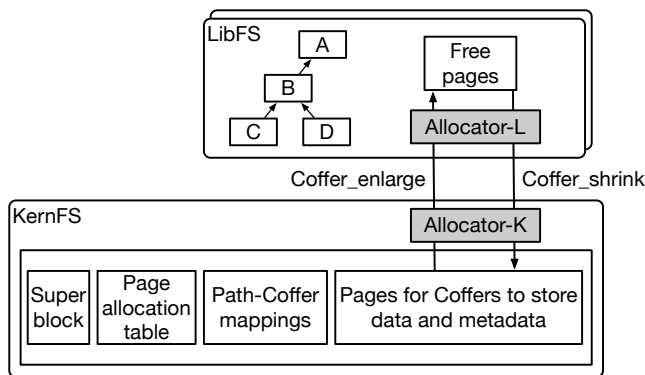 LibFS
A
B
C
D
Free
pages
Allocator-L
Coffer_enlarge
Coffer_shrink
KernFS
Allocator-K
Super
block
Page
allocation
table
Path-Coffer
mappings
Pages for Coffers to store
data and metadata